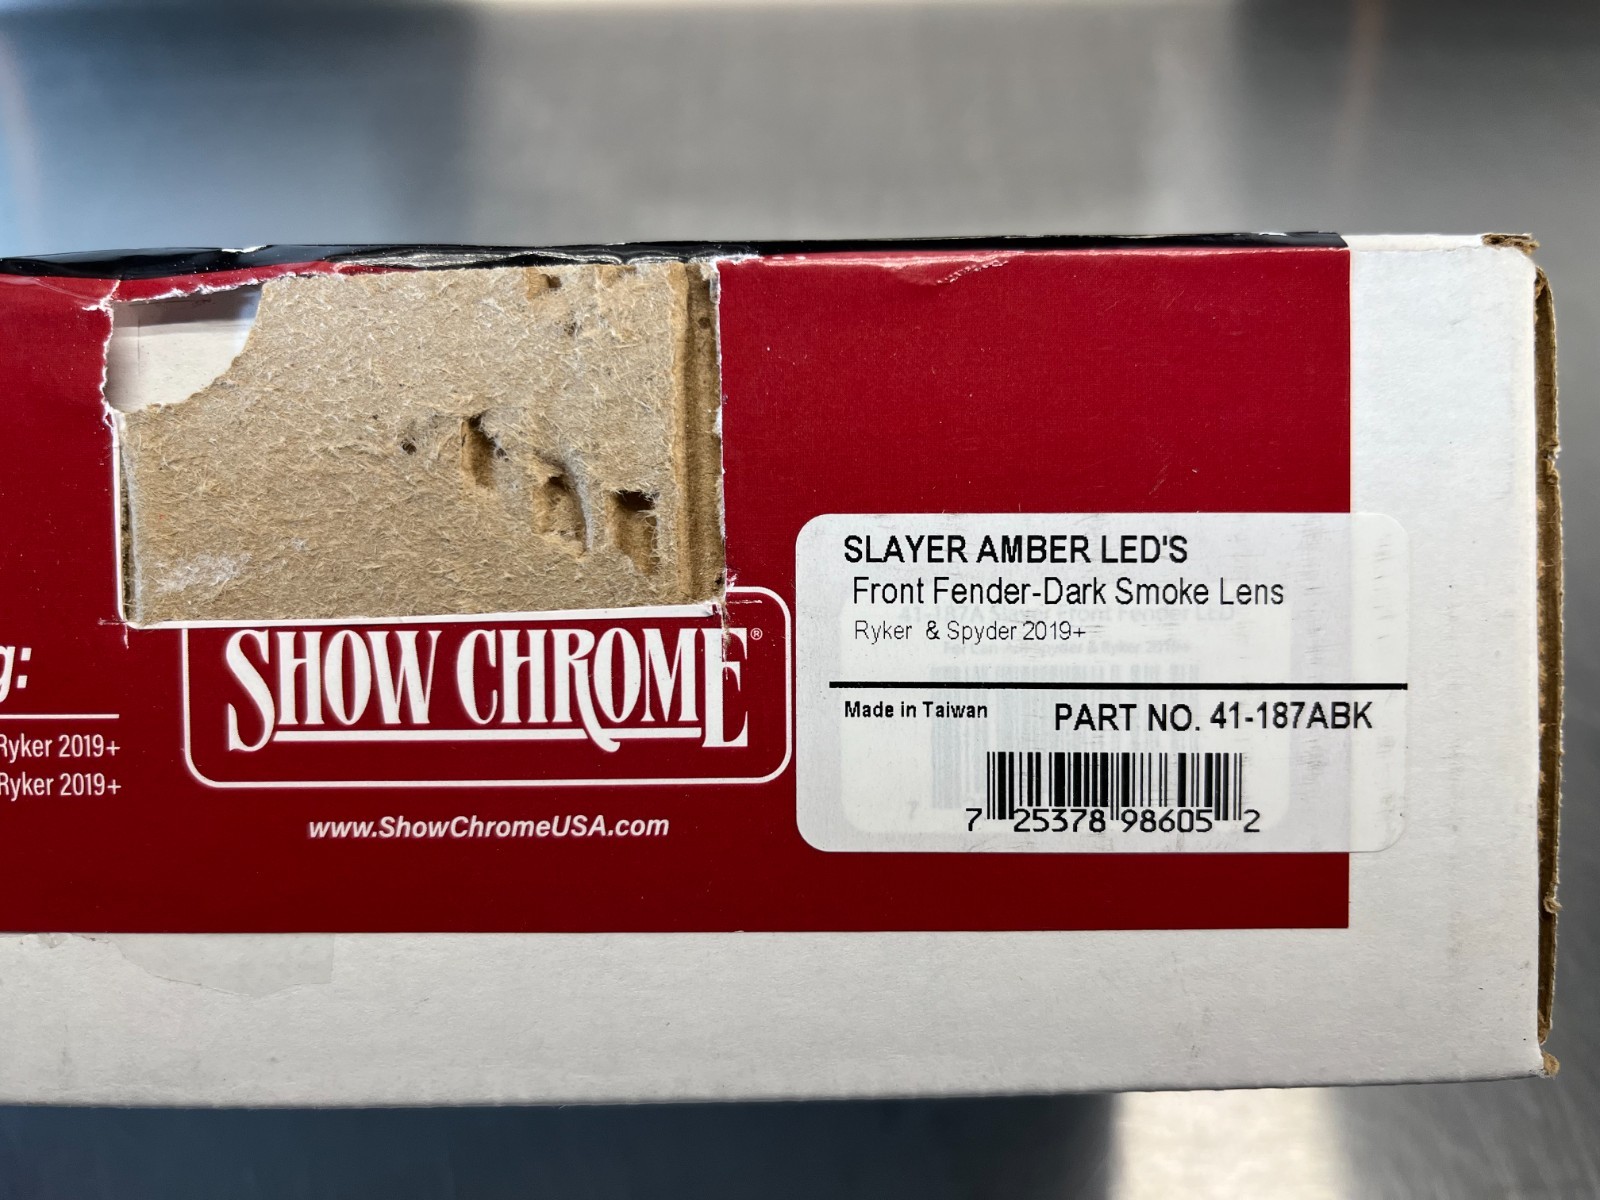 g:
Ryker 2019+
Ryker 2019+
SHOW CHROME®
www.ShowChromeUSA.com
SLAYER AMBER LED'S
Front Fender-Dark Smoke Lens
Ryker & Spyder 2019+
Made in Taiwan
PART NO. 41-187ABK
7 25378 98605 2